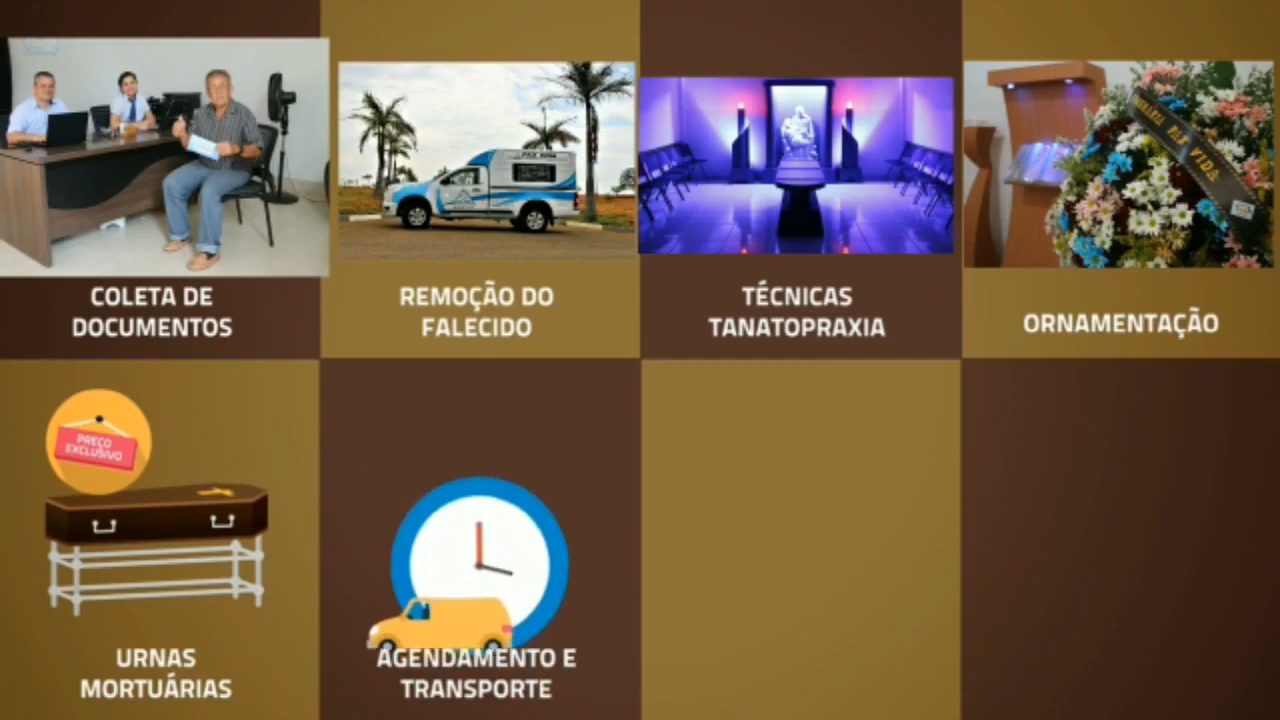 COLETA DE
DOCUMENTOS
REMOÇÃO DO
FALECIDO
TÉCNICAS
TANATOPRAXIA
ORNAMENTAÇÃO
PREÇO
EXCLUSIVO
URNAS
MORTUÁRIAS
AGENDAMENTO E
TRANSPORTE